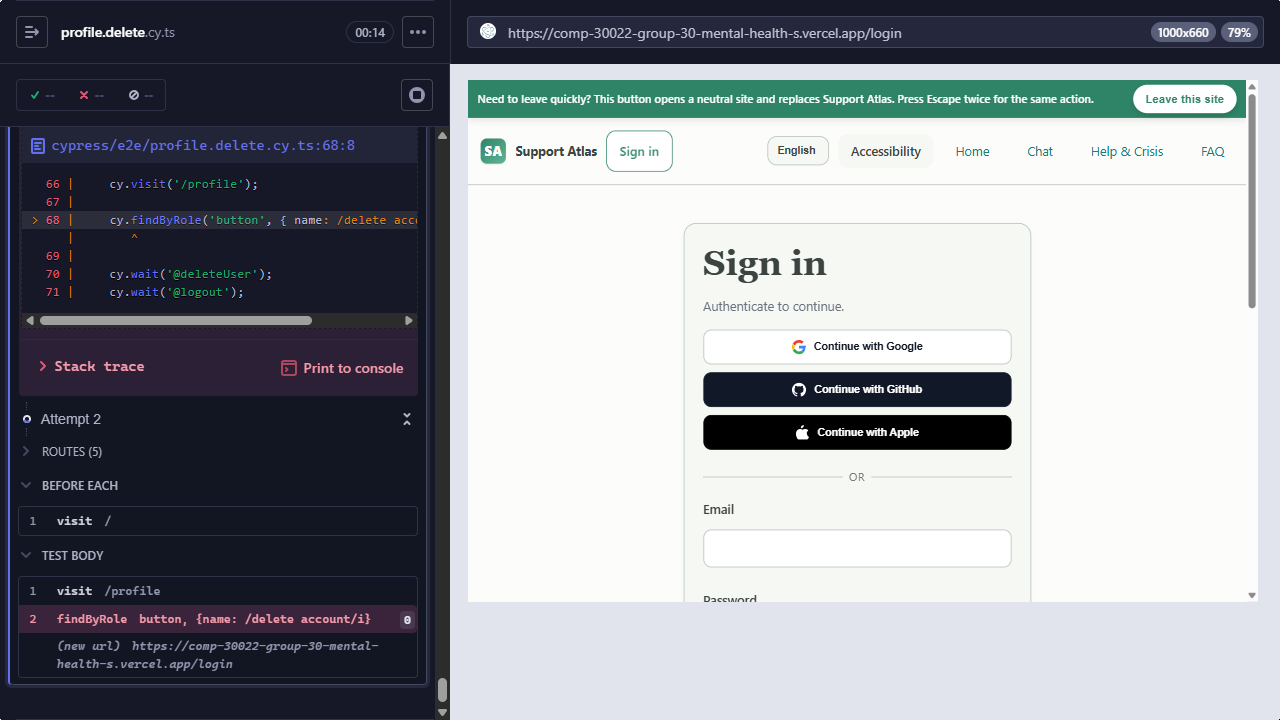 profile.delete.cy.ts
00:14
https://comp-30022-group-30-mental-health-s.vercel.app/login
1000x660
79%
--
--
--
cypress/e2e/profile.delete.cy.ts:68:8
66 | cy.visit('/profile');
67 |
> 68 | cy.findByRole('button', { name: /delete acco
| ^
69 |
70 | cy.wait('@deleteUser');
71 | cy.wait('@logout');
Stack trace
Print to console
Attempt 2
ROUTES (5)
BEFORE EACH
1 visit /
TEST BODY
1 visit /profile
2 findByRole button, {name: /delete account/i} 0
(new url) https://comp-30022-group-30-mental-
health-s.vercel.app/login
Need to leave quickly? This button opens a neutral site and replaces Support Atlas. Press Escape twice for the same action.
Leave this site
SA
Support Atlas
Sign in
English
Accessibility
Home
Chat
Help & Crisis
FAQ
Sign in
Authenticate to continue.
Continue with Google
Continue with GitHub
Continue with Apple
OR
Email
Password